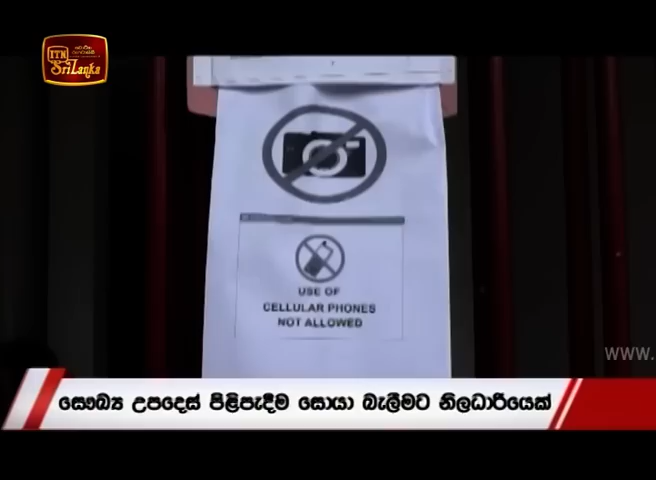 ITN
Sri Lanka
USE OF
CELLULAR PHONES
NOT ALLOWED
WWW.
සෞඛ්‍ය උපදෙස් පිළිපැදීම සොයා බැලීමට නිලධාරියෙක්